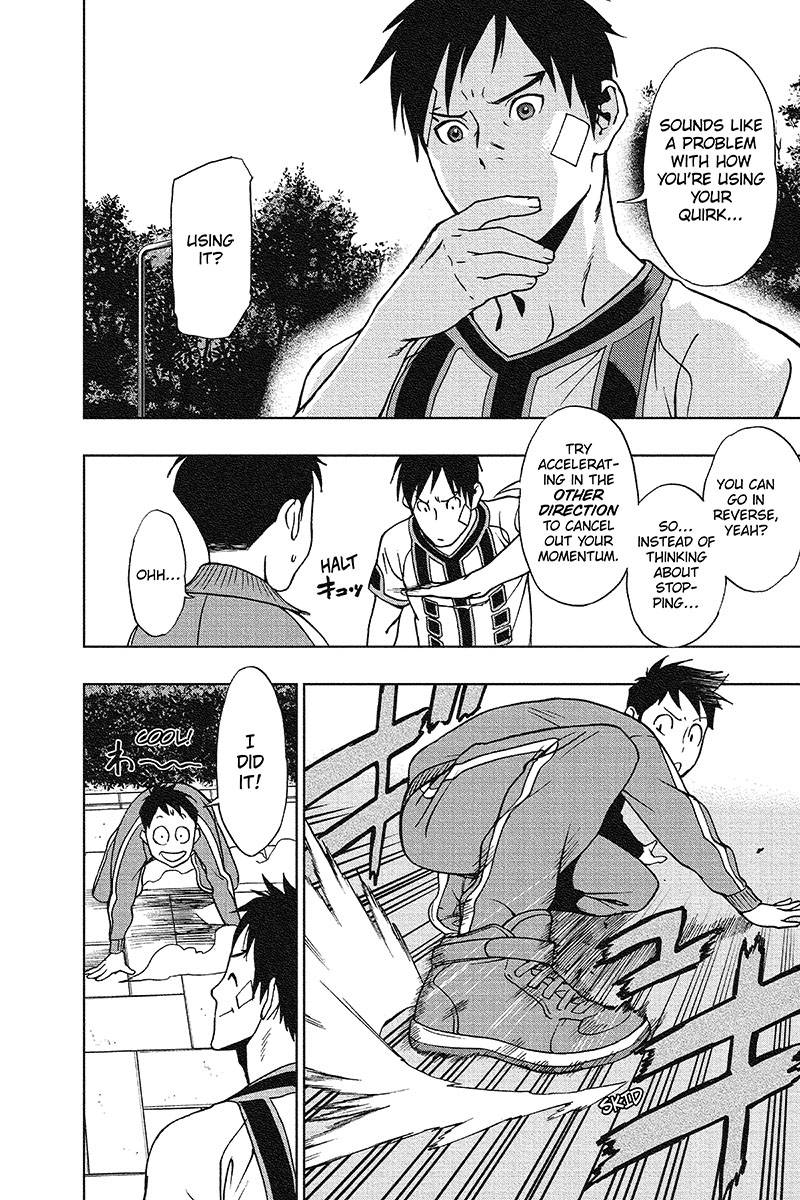 SOUNDS LIKE
A PROBLEM
WITH HOW
YOU'RE USING
YOUR
QUIRK...
USING
IT?
YOU CAN
GO IN
REVERSE,
YEAH?
SO...
INSTEAD OF
THINKING
ABOUT
STOP-
PING...
TRY
ACCELERAT-
ING IN THE
OTHER
DIRECTION
TO CANCEL
OUT YOUR
MOMENTUM.
HALT
キュッ
OHH...
SKID
キキ
I
DID
IT!
COOL!
わ〜〜